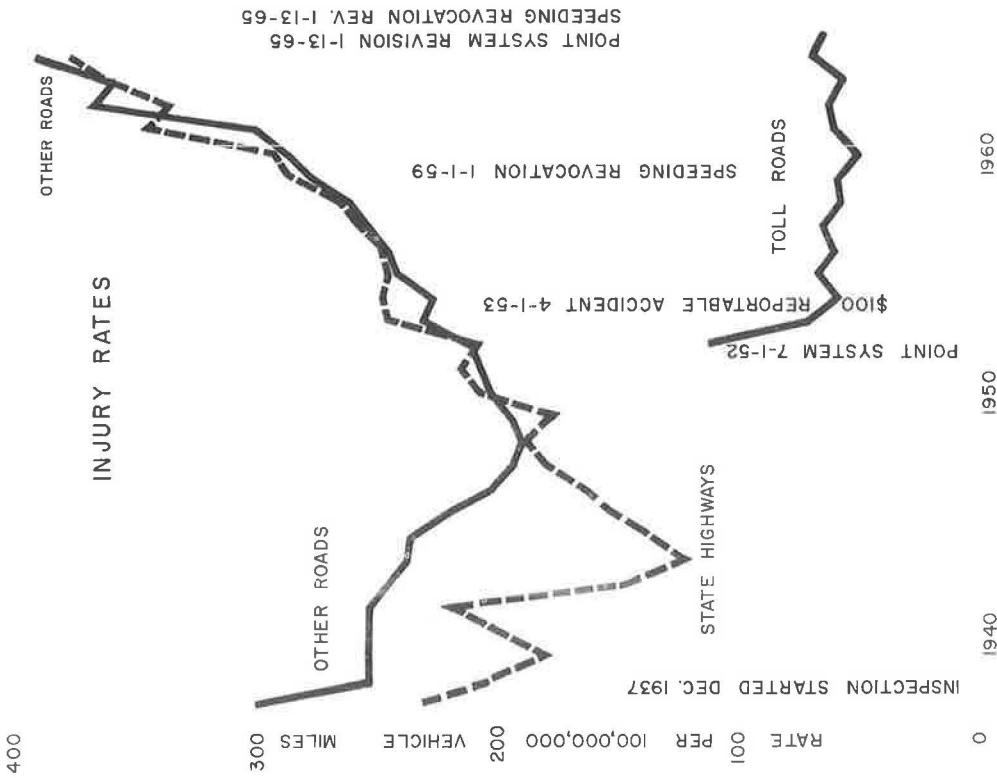 INJURY RATES
400
300
200
100
0
RATE PER 100,000,000 VEHICLE MILES
1940
1950
1960
OTHER ROADS
OTHER ROADS
STATE HIGHWAYS
TOLL ROADS
INSPECTION STARTED DEC. 1937
POINT SYSTEM 7-1-52
$100 REPORTABLE ACCIDENT 4-1-53
SPEEDING REVOCATION 1-1-59
POINT SYSTEM REVISION 1-13-65
SPEEDING REVOCATION REV. 1-13-65